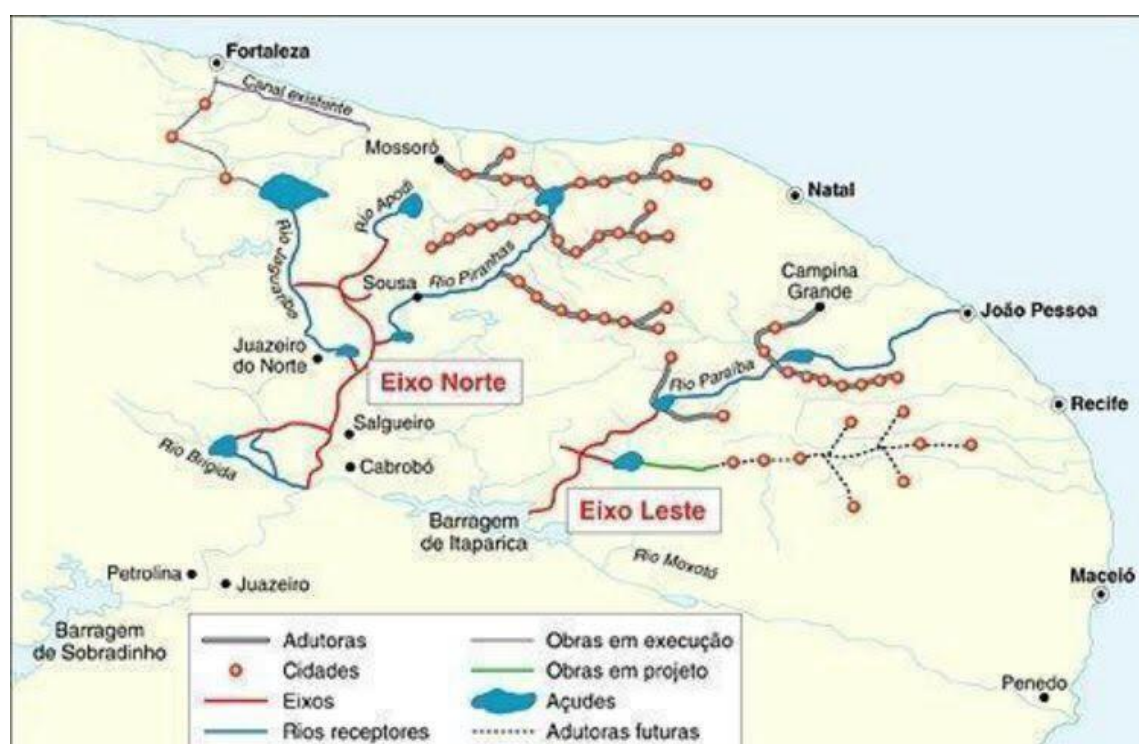 Fortaleza
Canal existente
Mossoró
Rio Apodi
Natal
Rio Jaguaribe
Sousa
Rio Piranhas
Campina
Grande
João Pessoa
Juazeiro
do Norte
Eixo Norte
Rio Paraíba
Recife
Salgueiro
Rio Brigida
Cabrobó
Eixo Leste
Barragem
de Itaparica
Rio Moxotó
Petrolina
Juazeiro
Maceió
Barragem
de Sobradinho
Adutoras
Obras em execução
Cidades
Obras em projeto
Eixos
Açudes
Rios receptores
Adutoras futuras
Penedo